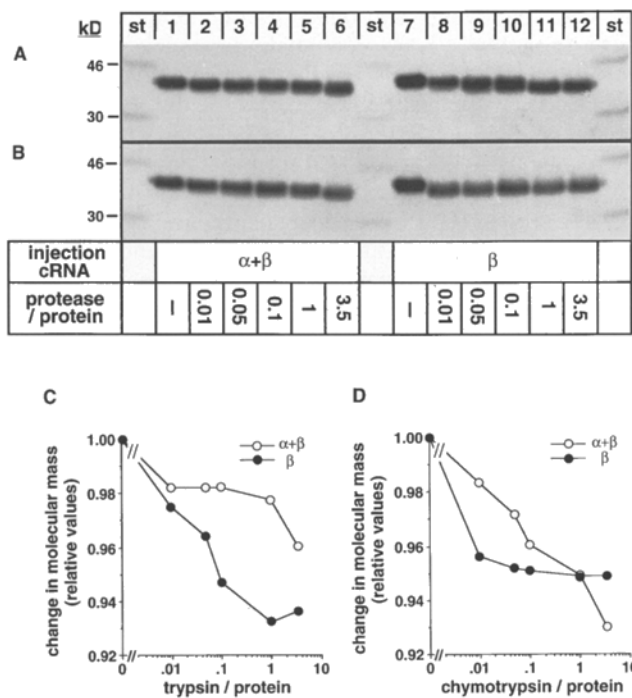 kD st 1 2 3 4 5 6 st 7 8 9 10 11 12 st
A
46
30
B
46
30
injection cRNA α+β β
protease / protein – 0.01 0.05 0.1 1 3.5 – 0.01 0.05 0.1 1 3.5
C
change in molecular mass
(relative values)
1.00
0.98
0.96
0.94
0.92
α+β
β
0 .01 .1 1 10
trypsin / protein
D
change in molecular mass
(relative values)
1.00
0.98
0.96
0.94
0.92
α+β
β
0 .01 .1 1 10
chymotrypsin / protein